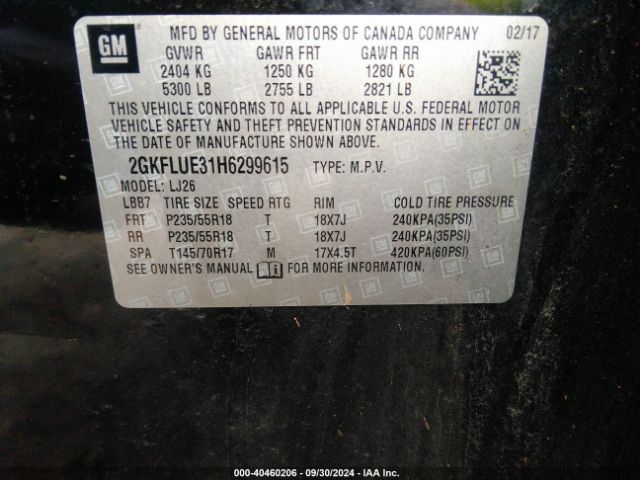 GM
MFD BY GENERAL MOTORS OF CANADA COMPANY 02/17
GVWR GAWR FRT GAWR RR
2404 KG 1250 KG 1280 KG
5300 LB 2755 LB 2821 LB
THIS VEHICLE CONFORMS TO ALL APPLICABLE U.S. FEDERAL MOTOR
VEHICLE SAFETY AND THEFT PREVENTION STANDARDS IN EFFECT ON
THE DATE OF MANUFACTURE SHOWN ABOVE.
2GKFLUE31H6299615 TYPE: M.P.V.
MODEL: LJ26
LBB7 TIRE SIZE SPEED RTG RIM COLD TIRE PRESSURE
FRT P235/55R18 T 18X7J 240KPA(35PSI)
RR P235/55R18 T 18X7J 240KPA(35PSI)
SPA T145/70R17 M 17X4.5T 420KPA(60PSI)
SEE OWNER'S MANUAL FOR MORE INFORMATION.
000-40460206 - 09/30/2024 - IAA Inc.